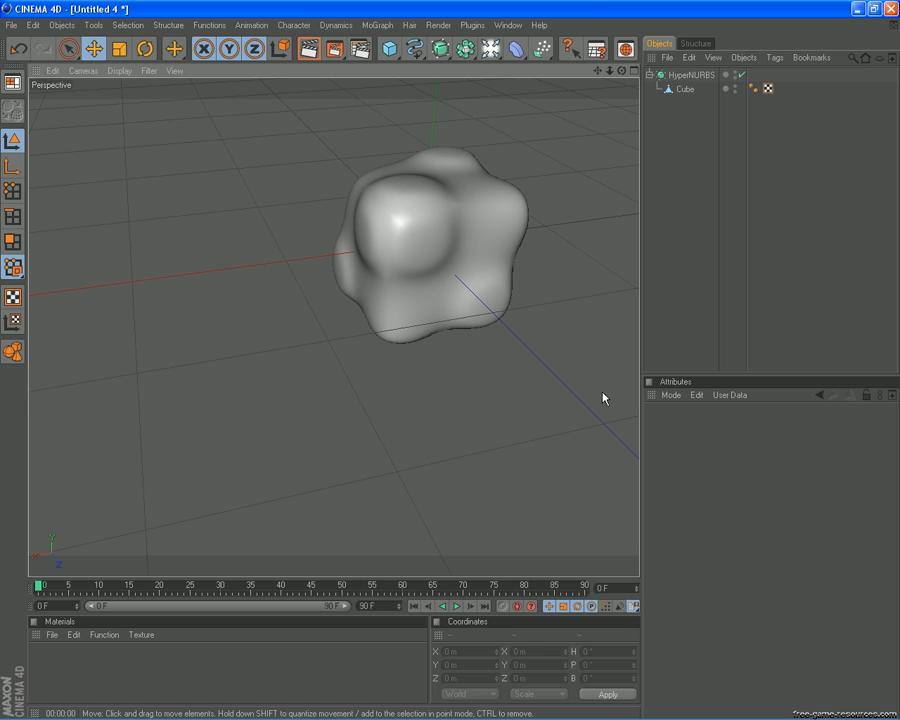 CINEMA 4D - [Untitled 4 *]
File Edit Objects Tools Selection Structure Functions Animation Character Dynamics MoGraph Hair Render Plugins Window Help
X Y Z
Objects Structure
File Edit View Objects Tags Bookmarks
HyperNURBS
Cube
Edit Cameras Display Filter View
Perspective
Attributes
Mode Edit User Data
Y
Z
0 5 10 15 20 25 30 35 40 45 50 55 60 65 70 75 80 85 90 0 F
0 F 0 F 90 F 90 F
Materials
File Edit Function Texture
Coordinates
X 0 m X 0 m H 0 °
Y 0 m Y 0 m P 0 °
Z 0 m Z 0 m B 0 °
World Scale Apply
MAXON
CINEMA 4D
00:00:00 Move: Click and drag to move elements. Hold down SHIFT to quantize movement / add to the selection in point mode, CTRL to remove.
free-game-resources.com